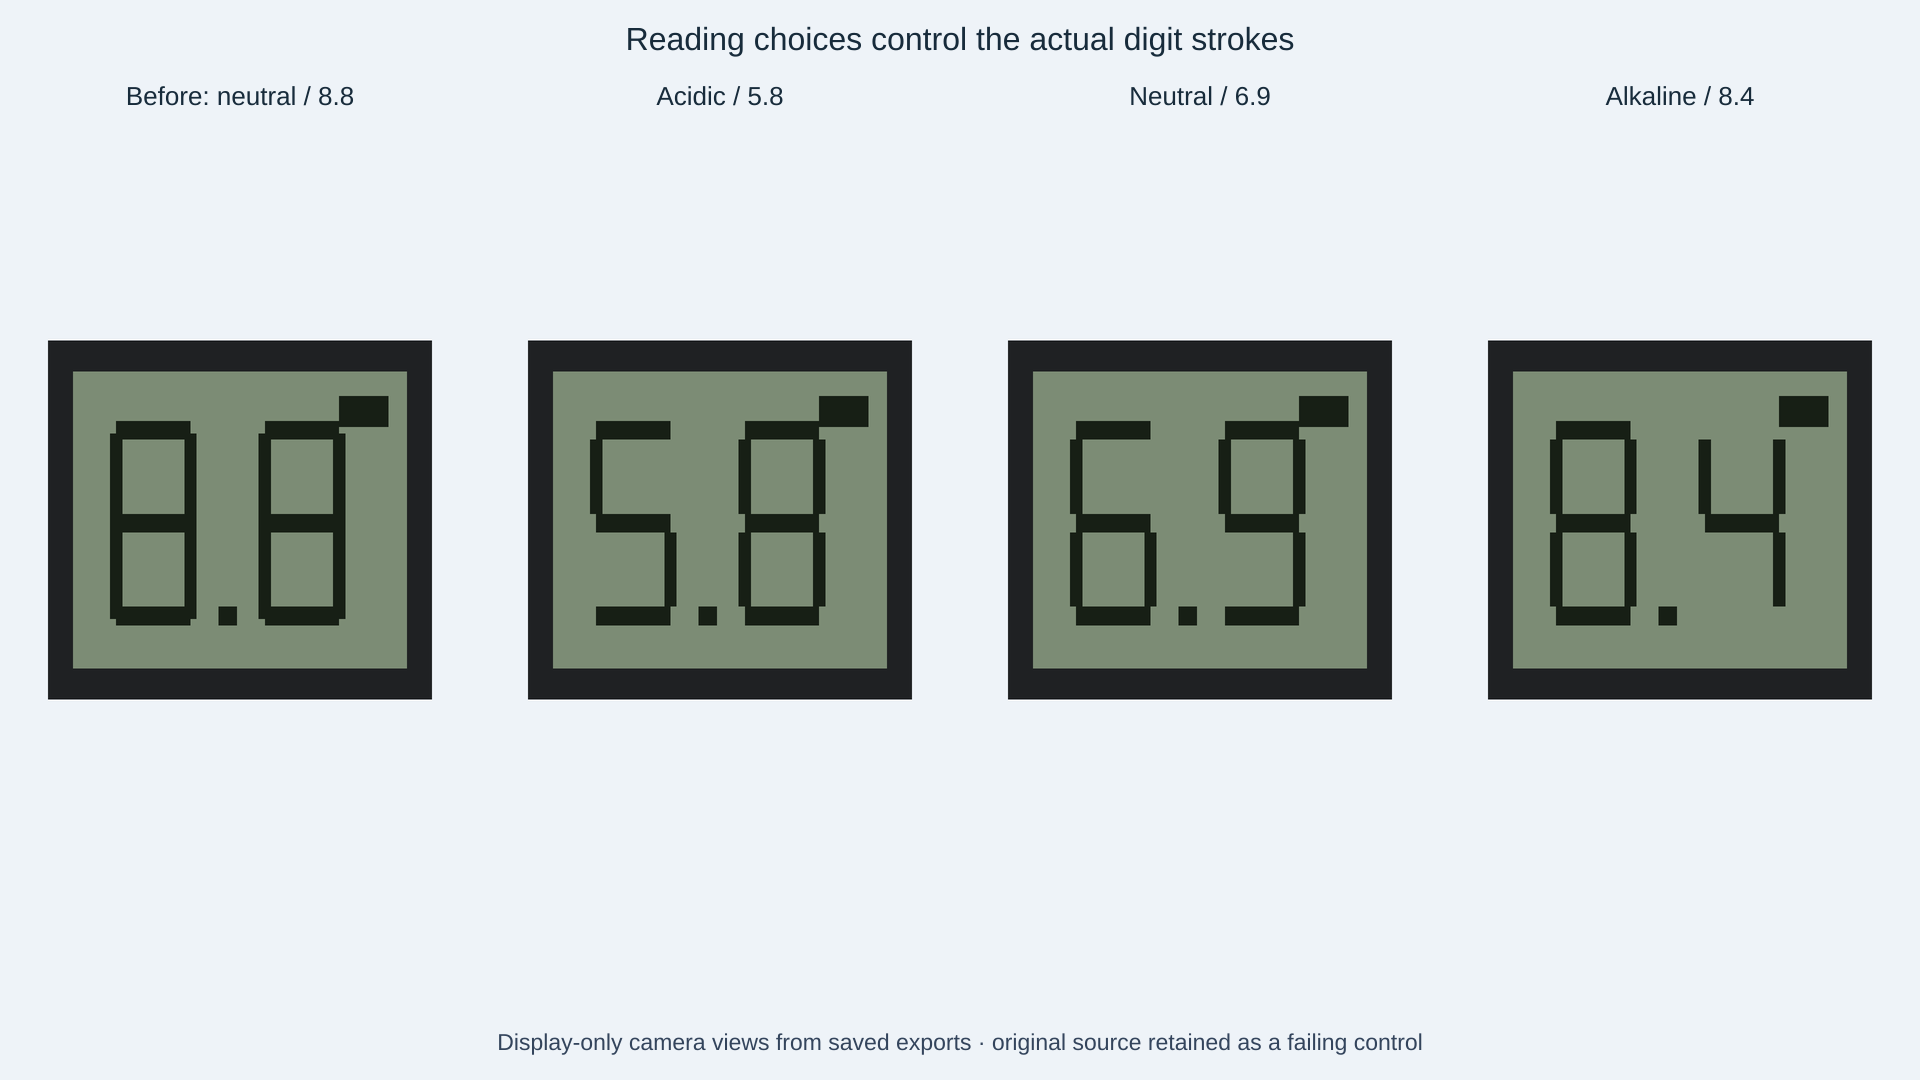 Reading choices control the actual digit strokes
Before: neutral / 8.8
Acidic / 5.8
Neutral / 6.9
Alkaline / 8.4
8.8
5.8
6.9
8.4
Display-only camera views from saved exports · original source retained as a failing control